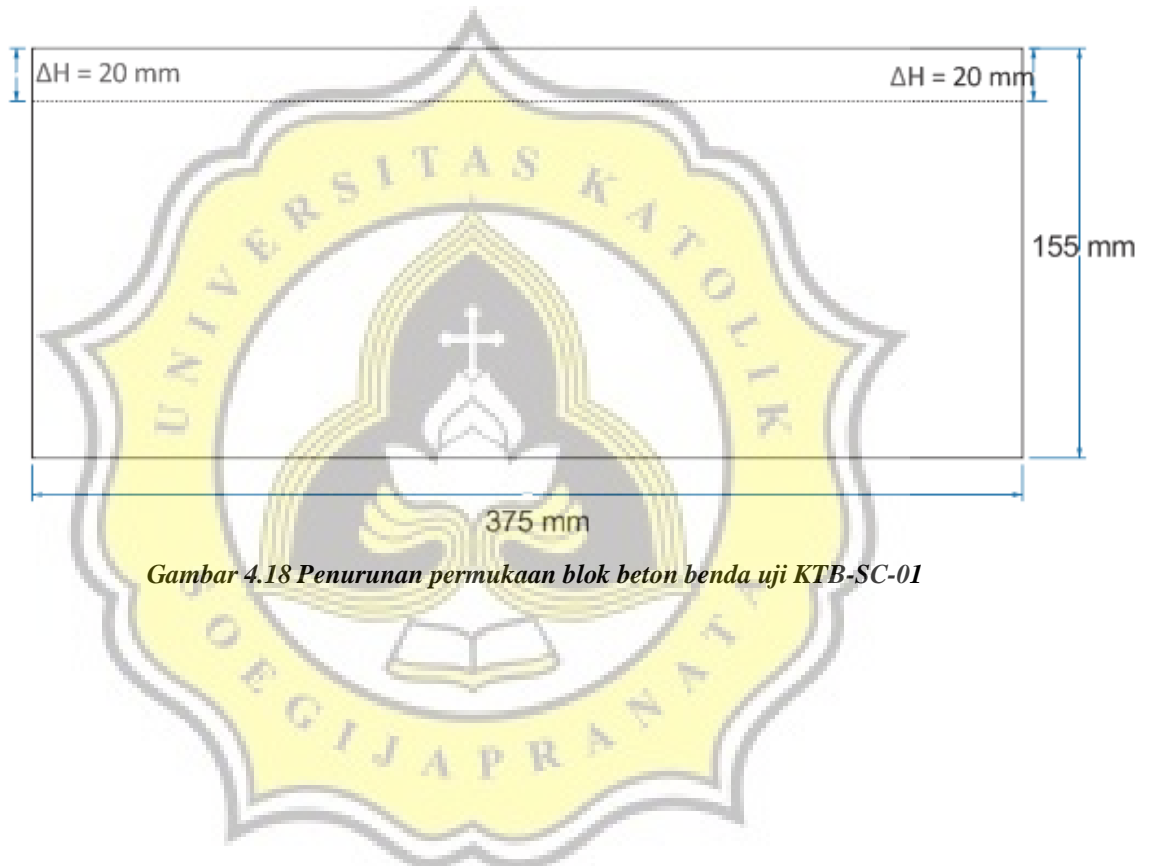 ΔH = 20 mm
ΔH = 20 mm
UNIVERSITAS KATOLIK
155 mm
375 mm
Gambar 4.18 Penurunan permukaan blok beton benda uji KTB-SC-01
SOEGIJAPRANATA